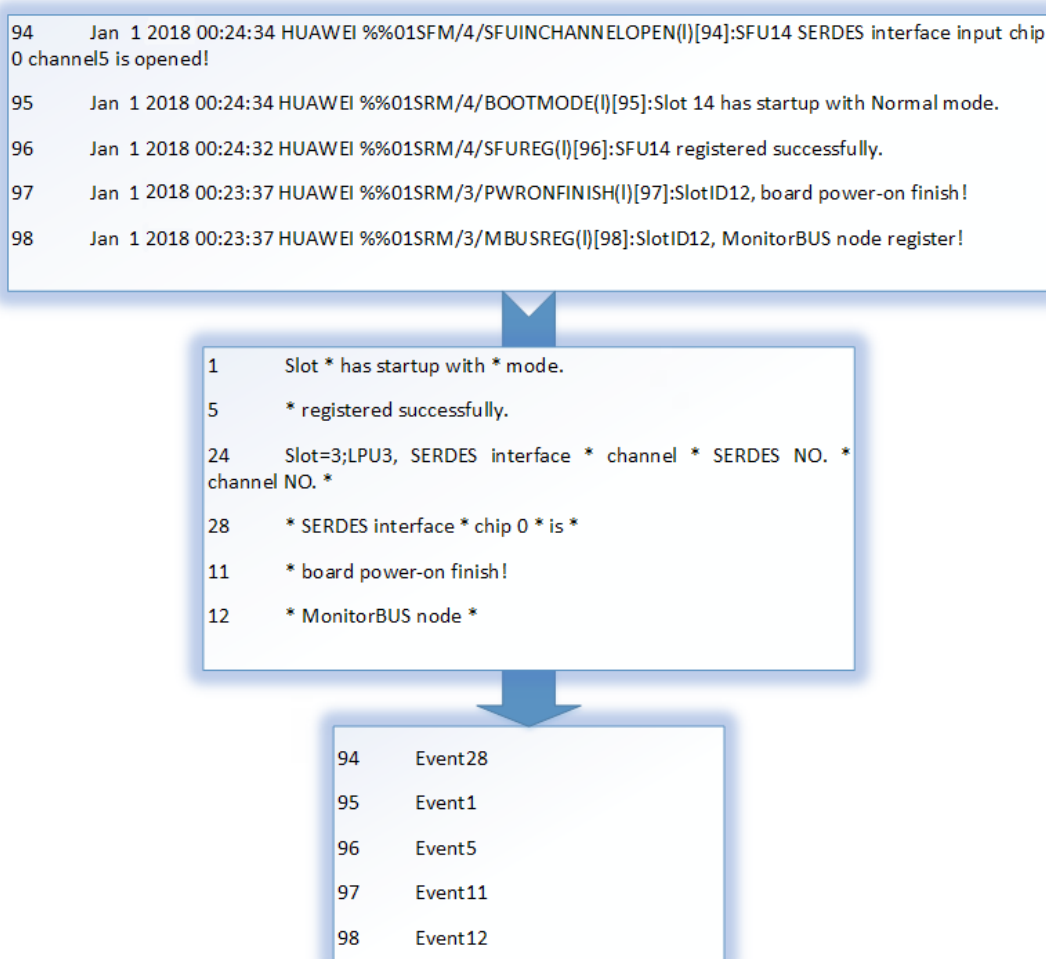 94 Jan 1 2018 00:24:34 HUAWEI %%01SFM/4/SFUINCHANNELOPEN(l)[94]:SFU14 SERDES interface input chip
0 channel5 is opened!
95 Jan 1 2018 00:24:34 HUAWEI %%01SRM/4/BOOTMODE(l)[95]:Slot 14 has startup with Normal mode.
96 Jan 1 2018 00:24:32 HUAWEI %%01SRM/4/SFUREG(l)[96]:SFU14 registered successfully.
97 Jan 1 2018 00:23:37 HUAWEI %%01SRM/3/PWRONFINISH(l)[97]:SlotID12, board power-on finish!
98 Jan 1 2018 00:23:37 HUAWEI %%01SRM/3/MBUSREG(l)[98]:SlotID12, MonitorBUS node register!
1 Slot * has startup with * mode.
5 * registered successfully.
24 Slot=3;LPU3, SERDES interface * channel * SERDES NO. *
channel NO. *
28 * SERDES interface * chip 0 * is *
11 * board power-on finish!
12 * MonitorBUS node *
94 Event28
95 Event1
96 Event5
97 Event11
98 Event12